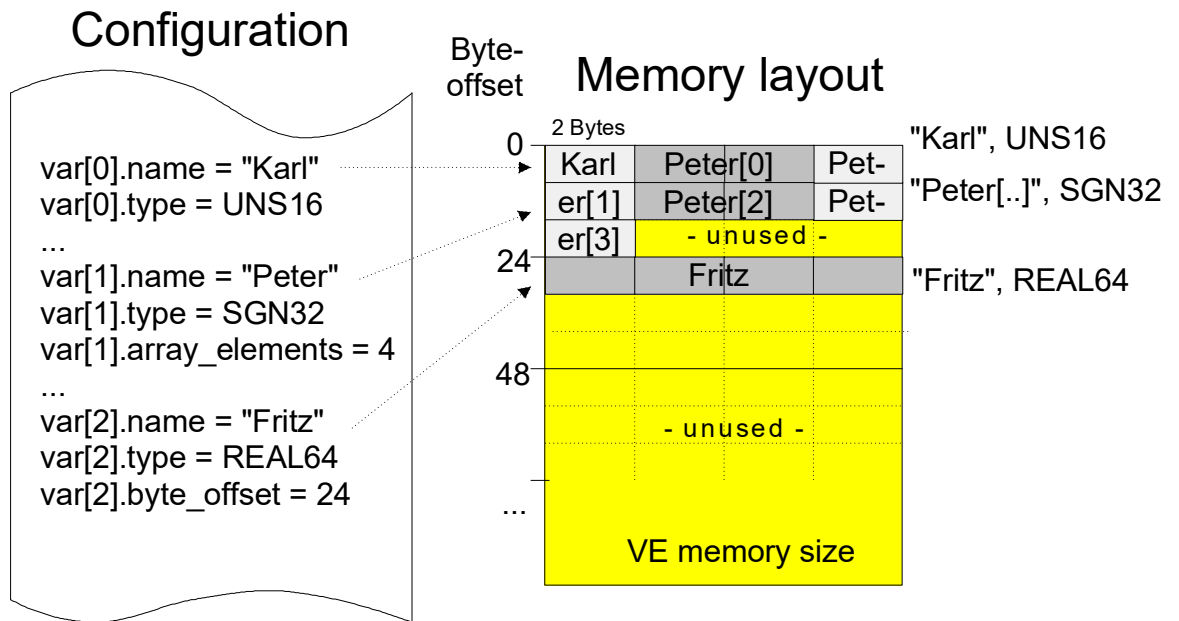 Configuration
var[0].name = "Karl"
var[0].type = UNS16
...
var[1].name = "Peter"
var[1].type = SGN32
var[1].array_elements = 4
...
var[2].name = "Fritz"
var[2].type = REAL64
var[2].byte_offset = 24
Byte-
offset
Memory layout
2 Bytes
0
Karl Peter[0] Pet-
"Karl", UNS16
er[1] Peter[2] Pet-
"Peter[..]", SGN32
er[3] - unused -
24
Fritz
"Fritz", REAL64
48
- unused -
...
VE memory size